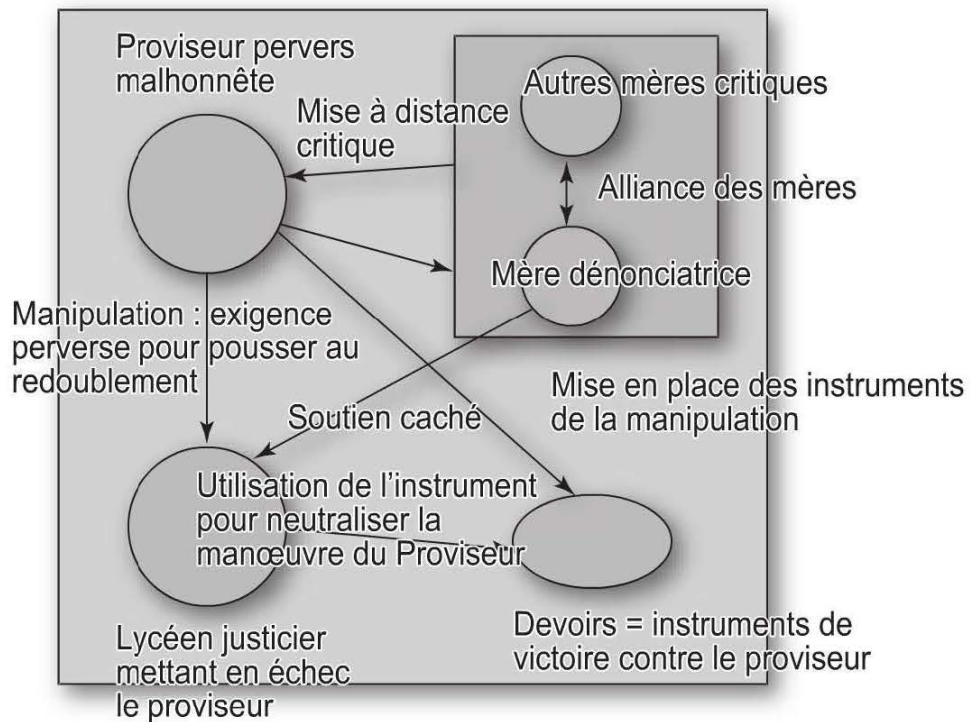 Proviseur pervers
malhonnête
Autres mères critiques
Mise à distance
critique
Alliance des mères
Mère dénonciatrice
Manipulation : exigence
perverse pour pousser au
redoublement
Mise en place des instruments
de la manipulation
Soutien caché
Utilisation de l'instrument
pour neutraliser la
manœuvre du Proviseur
Lycéen justicier
mettant en échec
le proviseur
Devoirs = instruments de
victoire contre le proviseur